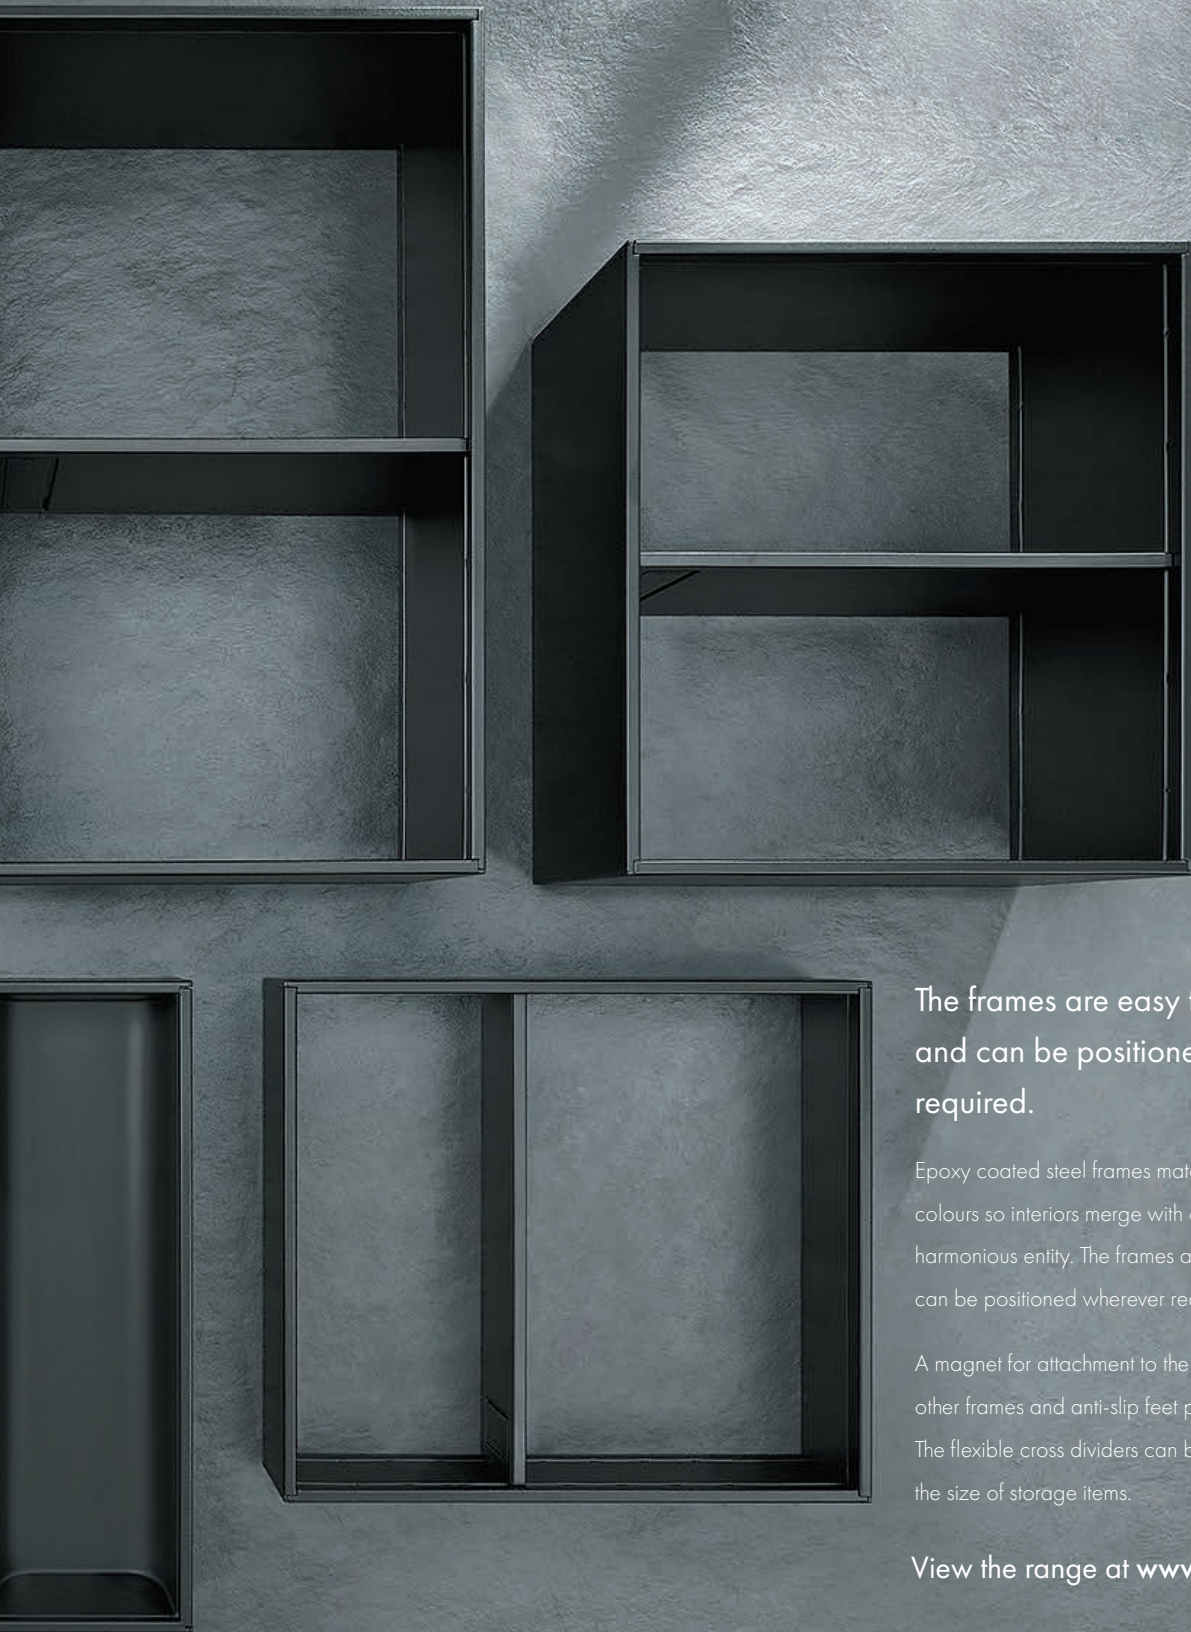 The frames are easy
and can be positione
required.
Epoxy coated steel frames mat
colours so interiors merge with
harmonious entity. The frames a
can be positioned wherever re
A magnet for attachment to the
other frames and anti-slip feet p
The flexible cross dividers can b
the size of storage items.
View the range at www